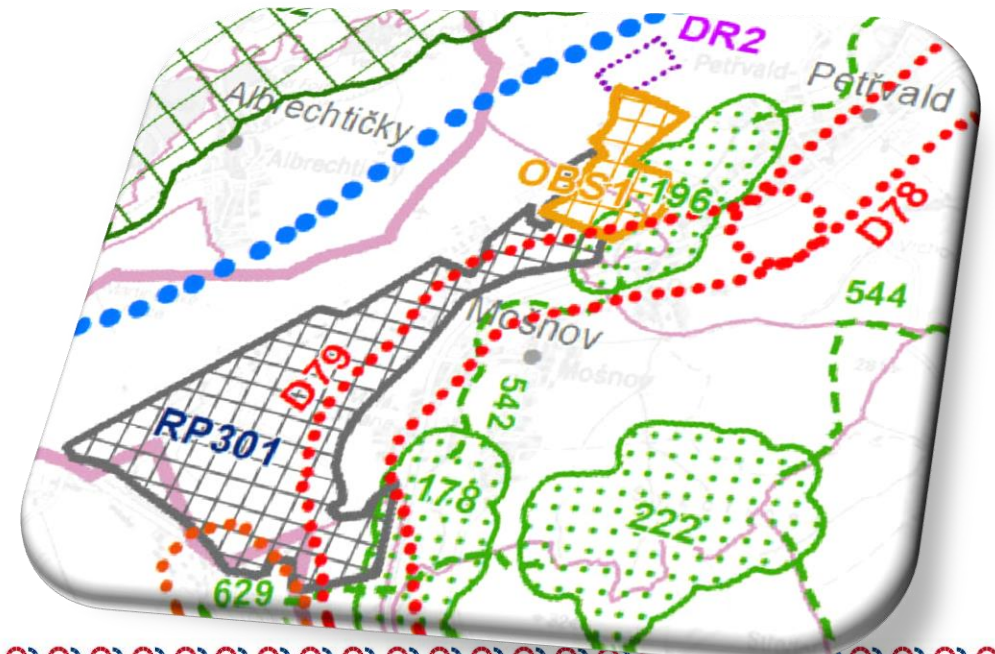 DR2
Petřvald-
Petřvald
Albrechtičky
Albrechtičky
OBS1
196
D78
544
Mošnov
Mošnov
D79
542
RP301
178
222
629